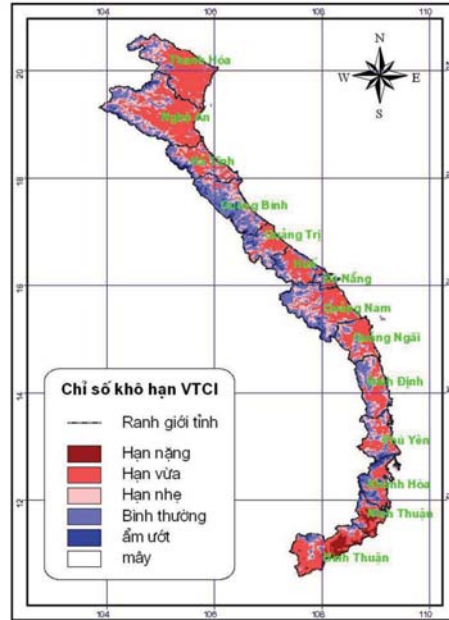 104 106 108 110
N
W E
S
20
18
16
14
12
Thanh Hóa
Nghệ An
Hà Tĩnh
Quảng Bình
Quảng Trị
Huế
Đà Nẵng
Quảng Nam
Quảng Ngãi
Bình Định
Phú Yên
Khánh Hòa
Ninh Thuận
Bình Thuận
Chỉ số khô hạn VTCI
Ranh giới tỉnh
Hạn nặng
Hạn vừa
Hạn nhẹ
Bình thường
ẩm ướt
mây
104 106 108 110